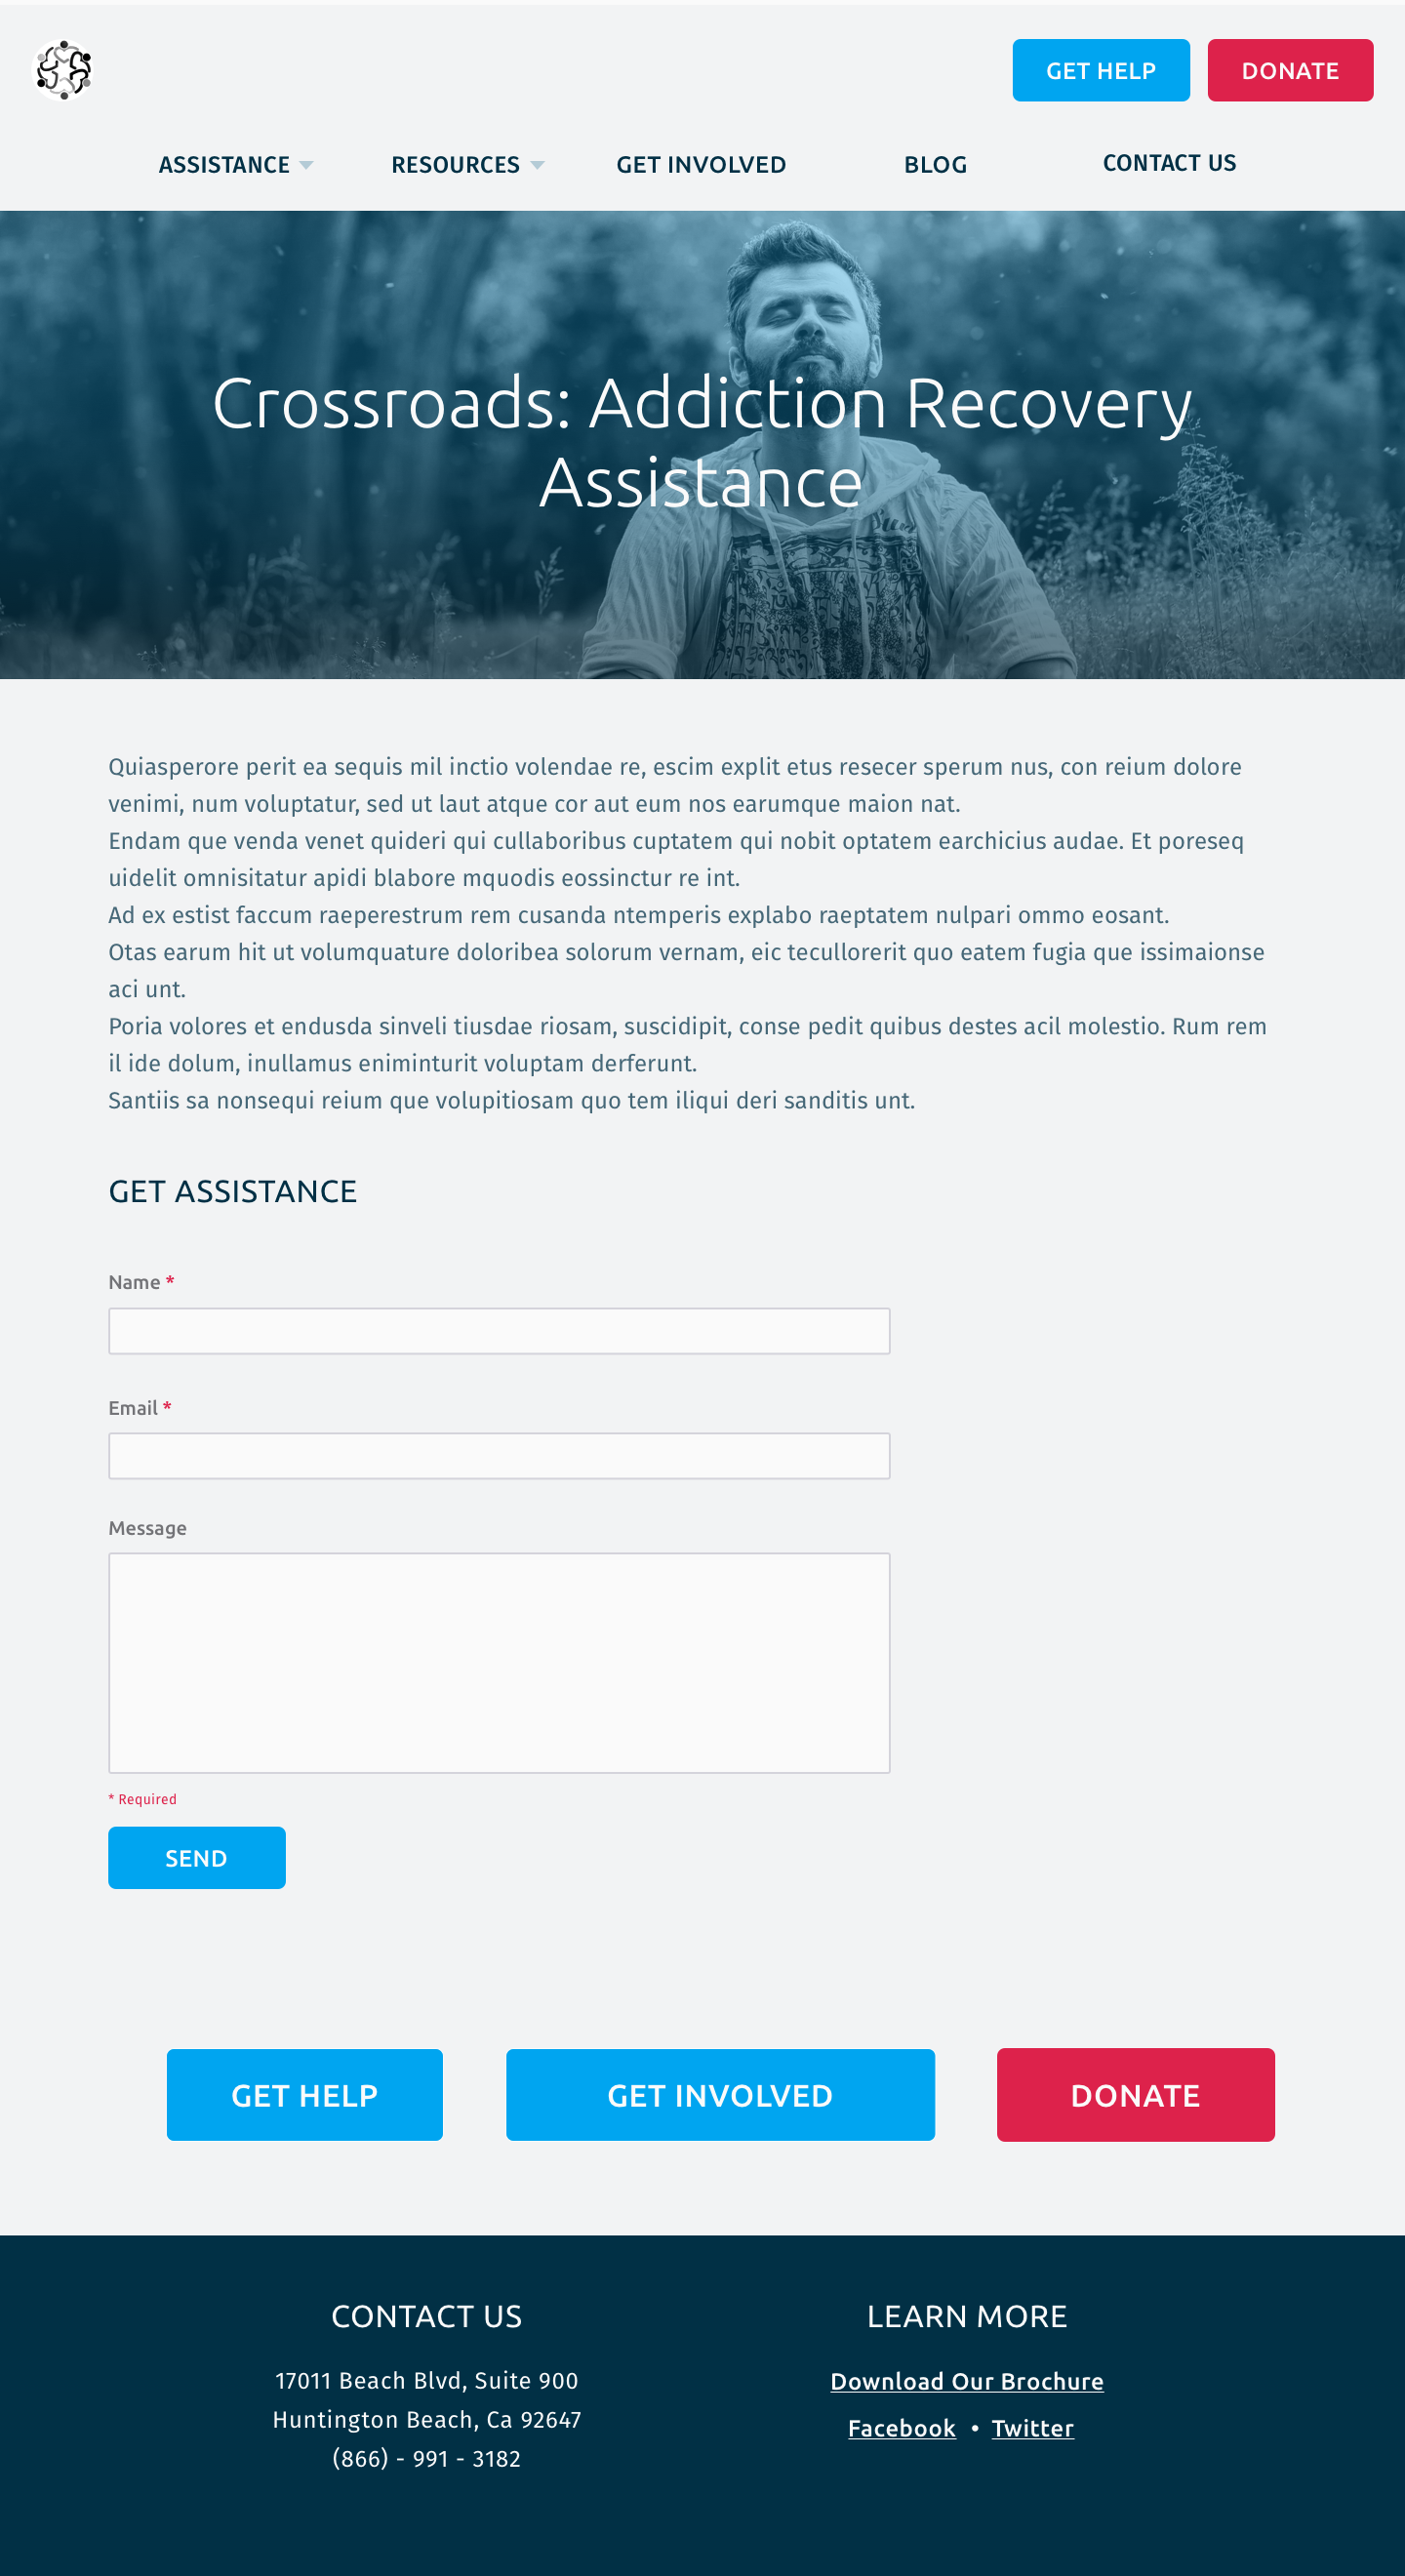 GET HELP
DONATE
ASSISTANCE
RESOURCES
GET INVOLVED
BLOG
CONTACT US
Crossroads: Addiction Recovery
Assistance
Quiasperore perit ea sequis mil inctio volendae re, escim explit etus resecer sperum nus, con reium dolore
venimi, num voluptatur, sed ut laut atque cor aut eum nos earumque maion nat.
Endam que venda venet quideri qui cullaboribus cuptatem qui nobit optatem earchicius audae. Et poreseq
uidelit omnisitatur apidi blabore mquodis eossinctur re int.
Ad ex estist faccum raeperestrum rem cusanda ntemperis explabo raeptatem nulpari ommo eosant.
Otas earum hit ut volumquature doloribea solorum vernam, eic tecullorerit quo eatem fugia que issimaionse
aci unt.
Poria volores et endusda sinveli tiusdae riosam, suscidipit, conse pedit quibus destes acil molestio. Rum rem
il ide dolum, inullamus eniminturit voluptam derferunt.
Santiis sa nonsequi reium que volupitiosam quo tem iliqui deri sanditis unt.
GET ASSISTANCE
Name *
Email *
Message
* Required
SEND
GET HELP
GET INVOLVED
DONATE
CONTACT US
17011 Beach Blvd, Suite 900
Huntington Beach, Ca 92647
(866) - 991 - 3182
LEARN MORE
Download Our Brochure
Facebook • Twitter